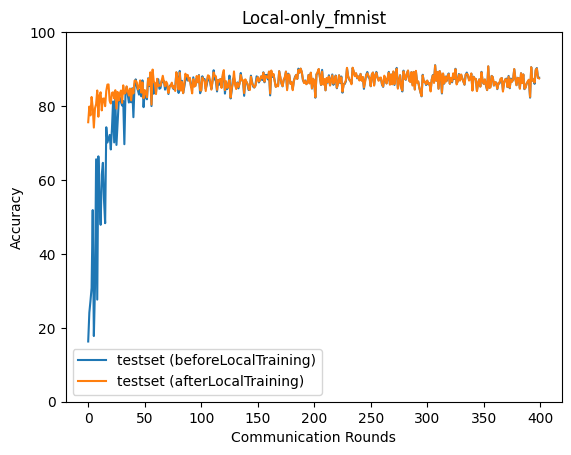 Local-only_fmnist
Accuracy
100
80
60
40
20
0
testset (beforeLocalTraining)
testset (afterLocalTraining)
0 50 100 150 200 250 300 350 400
Communication Rounds